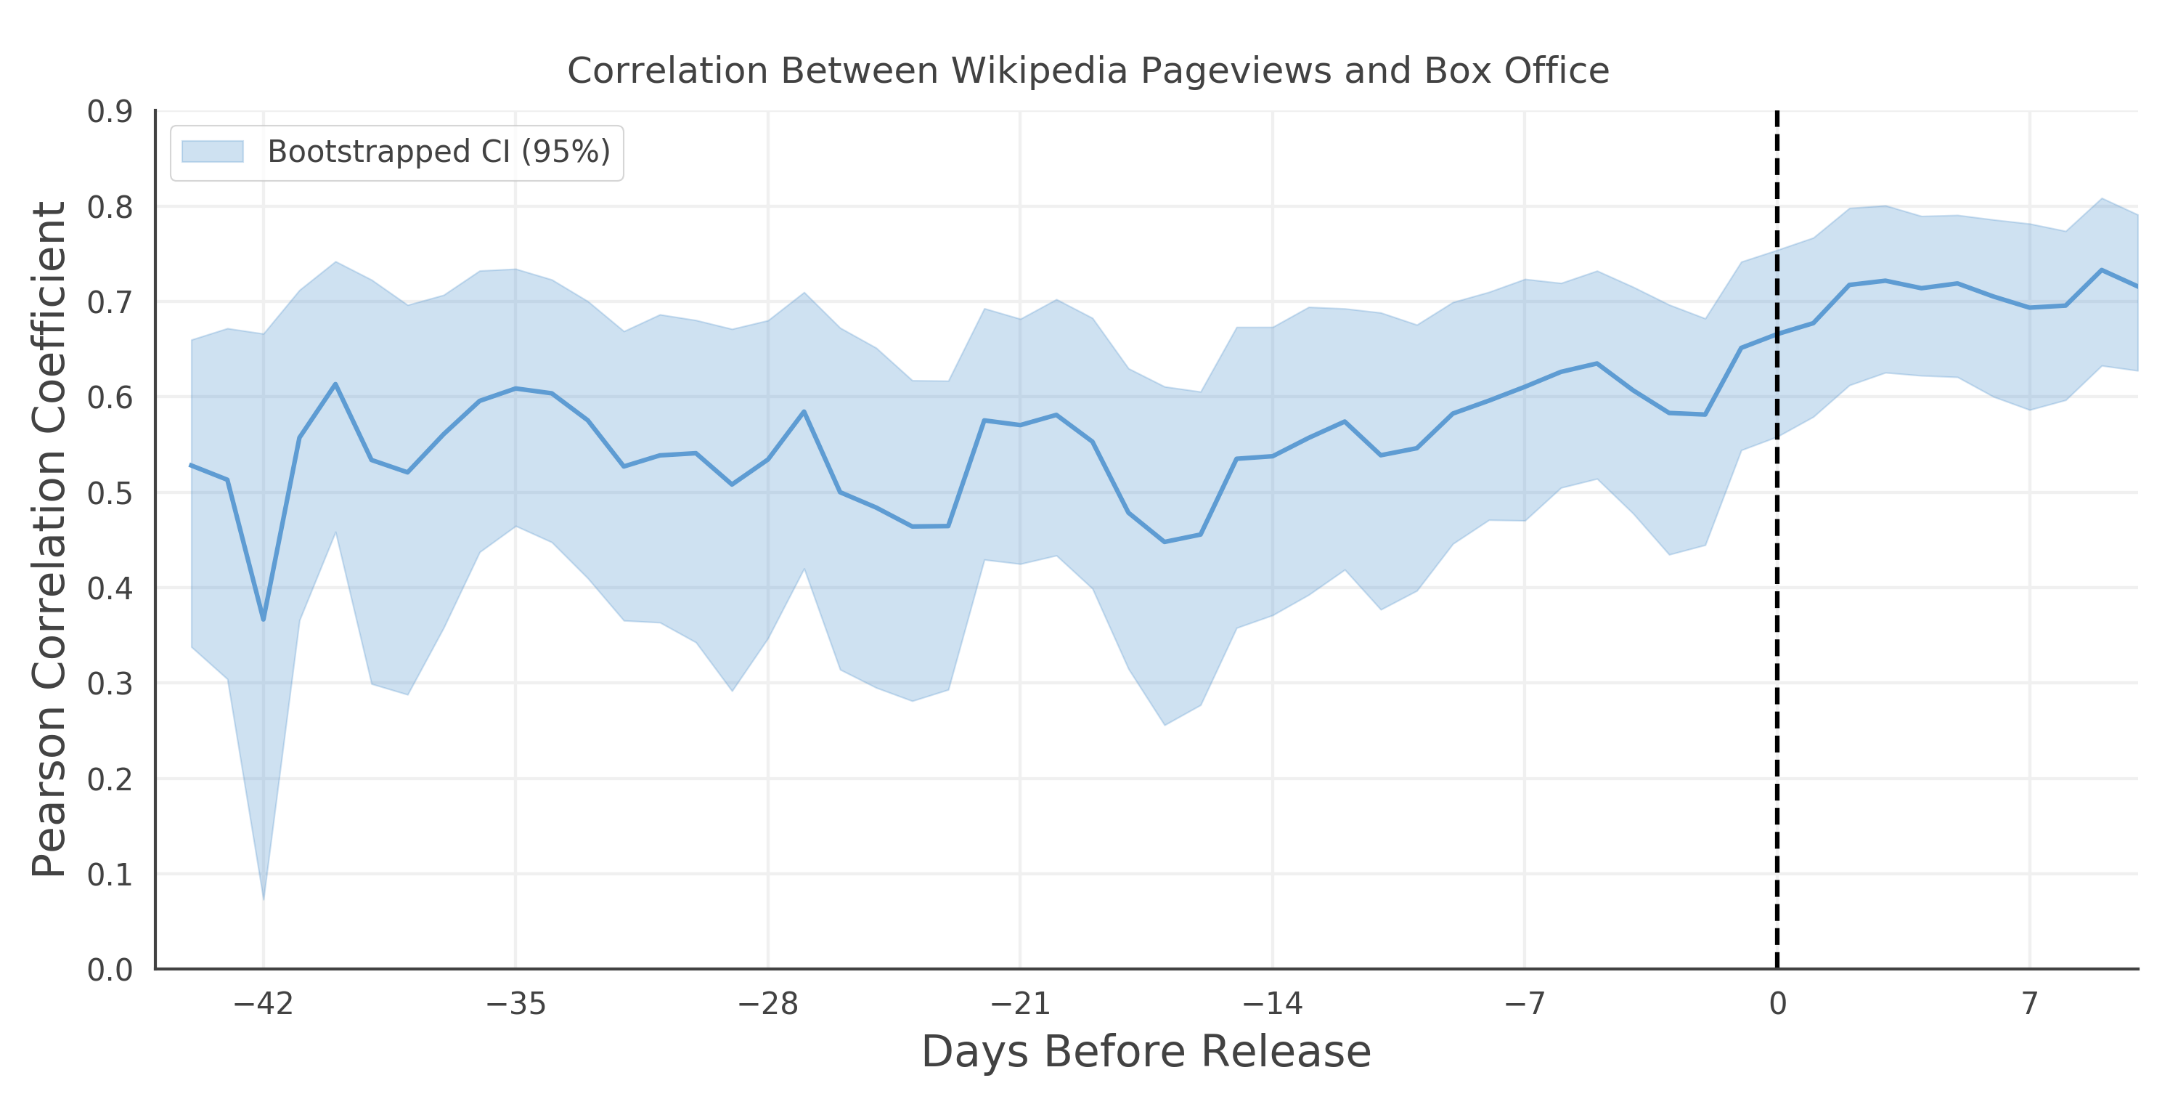 Correlation Between Wikipedia Pageviews and Box Office
Bootstrapped CI (95%)
Pearson Correlation Coefficient
0.9
0.8
0.7
0.6
0.5
0.4
0.3
0.2
0.1
0.0
−42 −35 −28 −21 −14 −7 0 7
Days Before Release